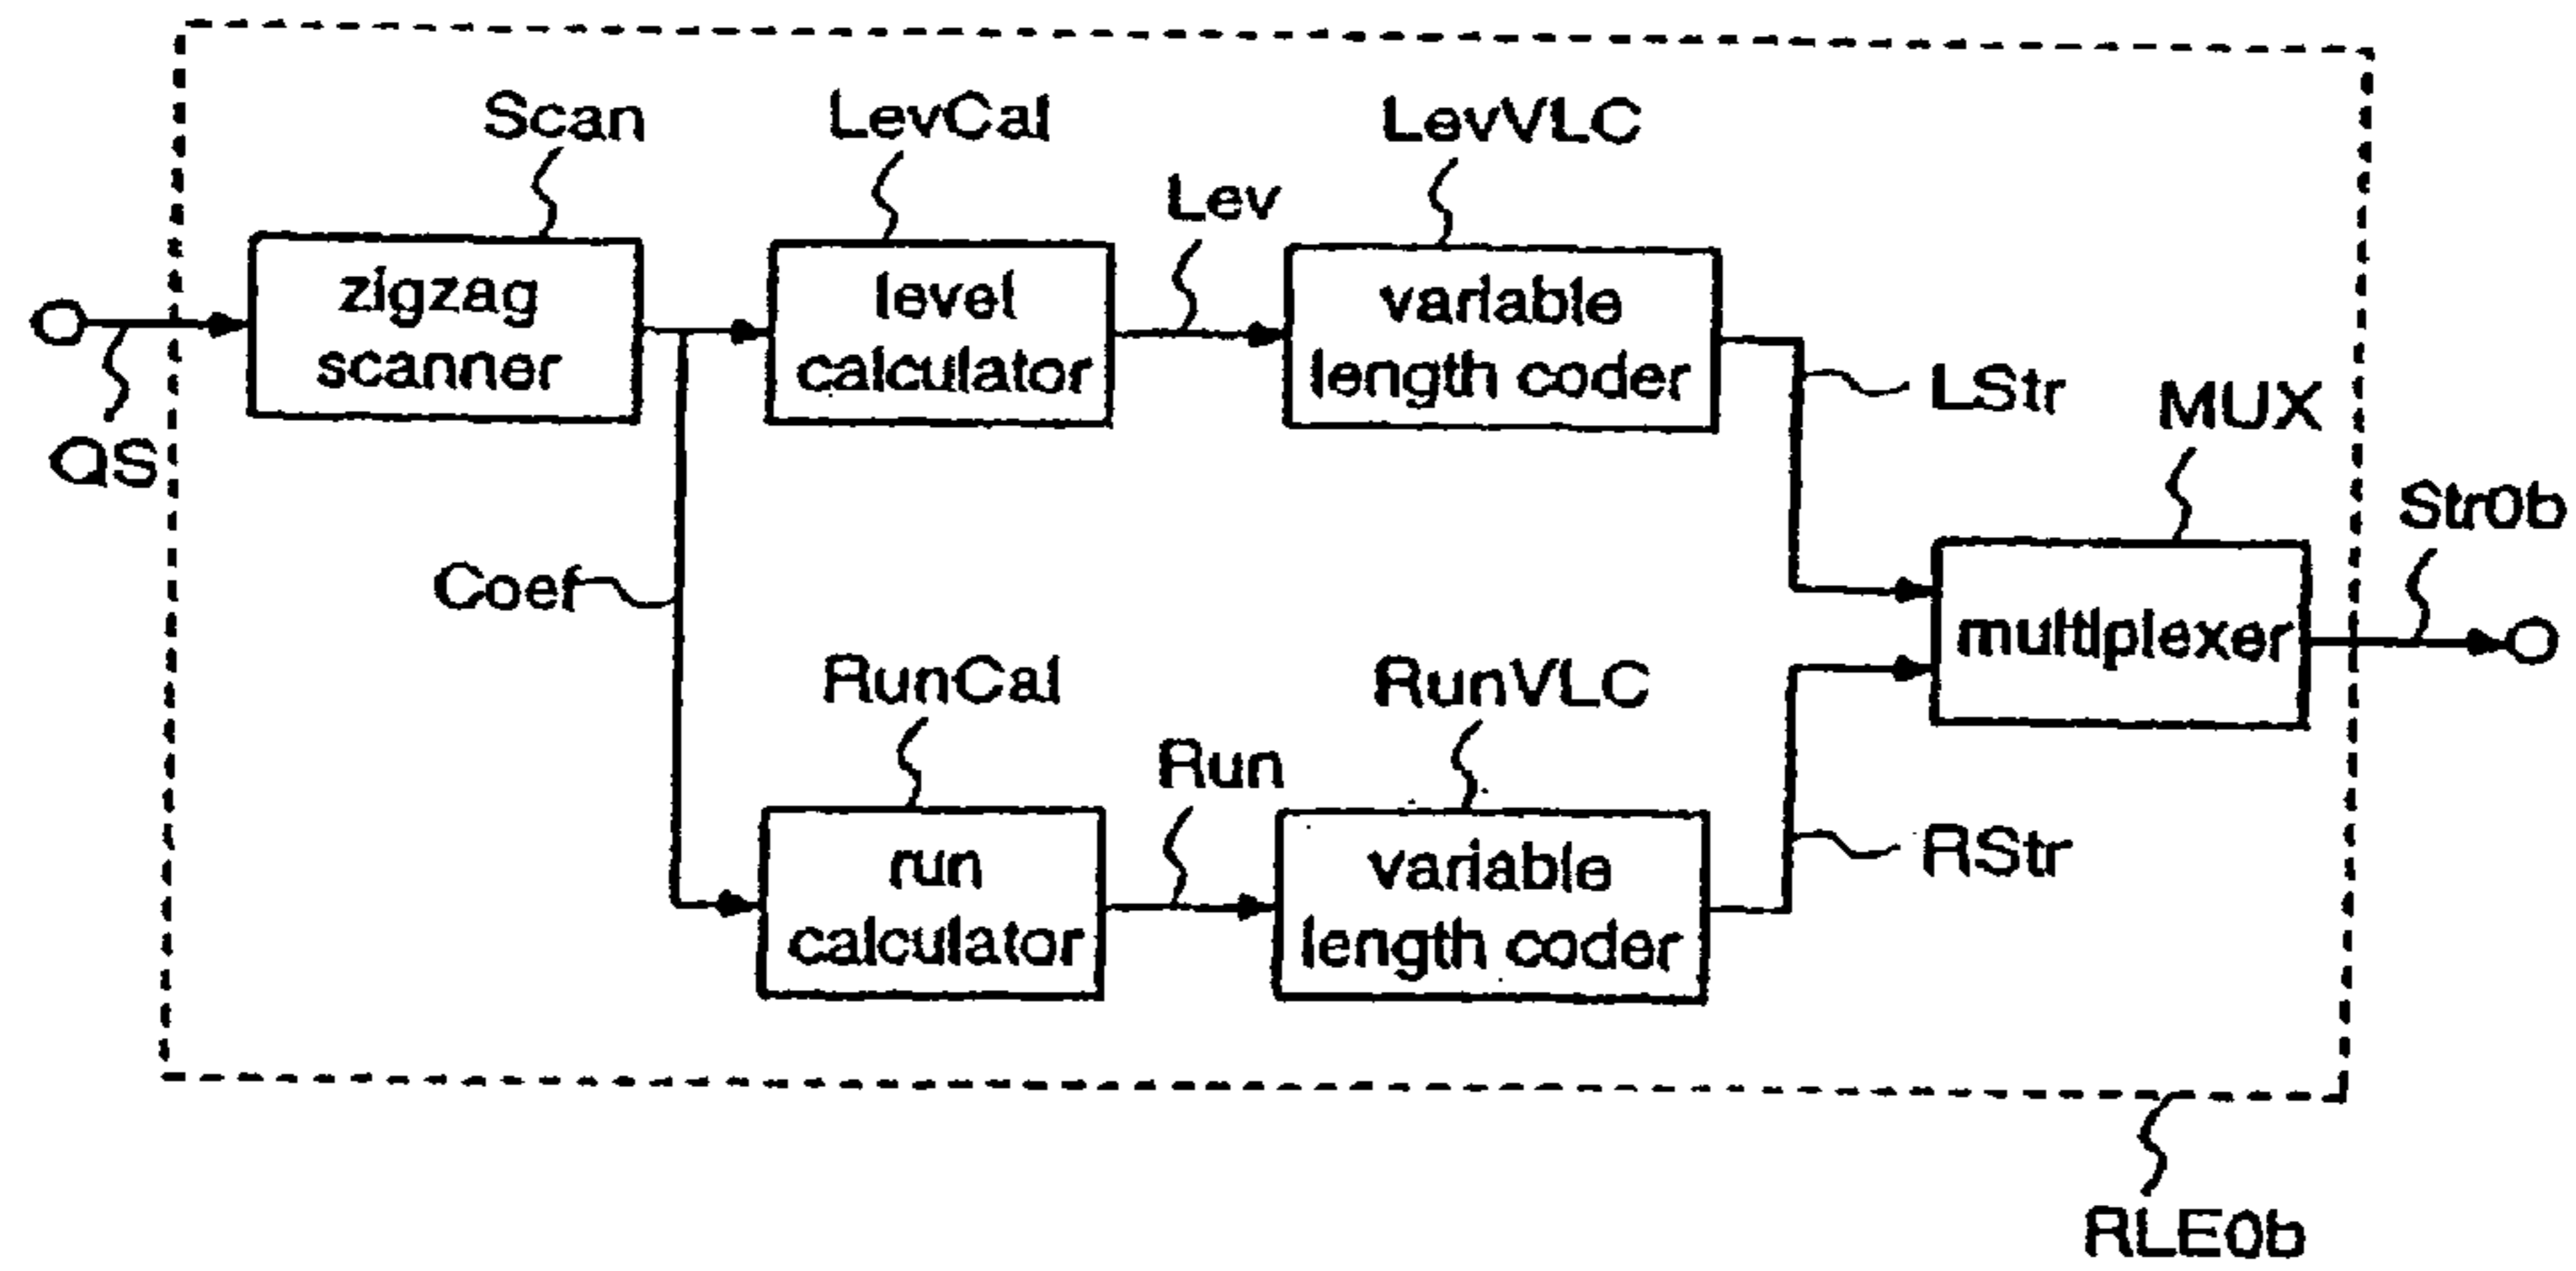 Scan
LevCal
LevVLC
Lev
zigzag
scanner
level
calculator
variable
length coder
QS
LStr
MUX
Str0b
Coef
multiplexer
RunCal
RunVLC
Run
run
calculator
variable
length coder
RStr
RLE0b